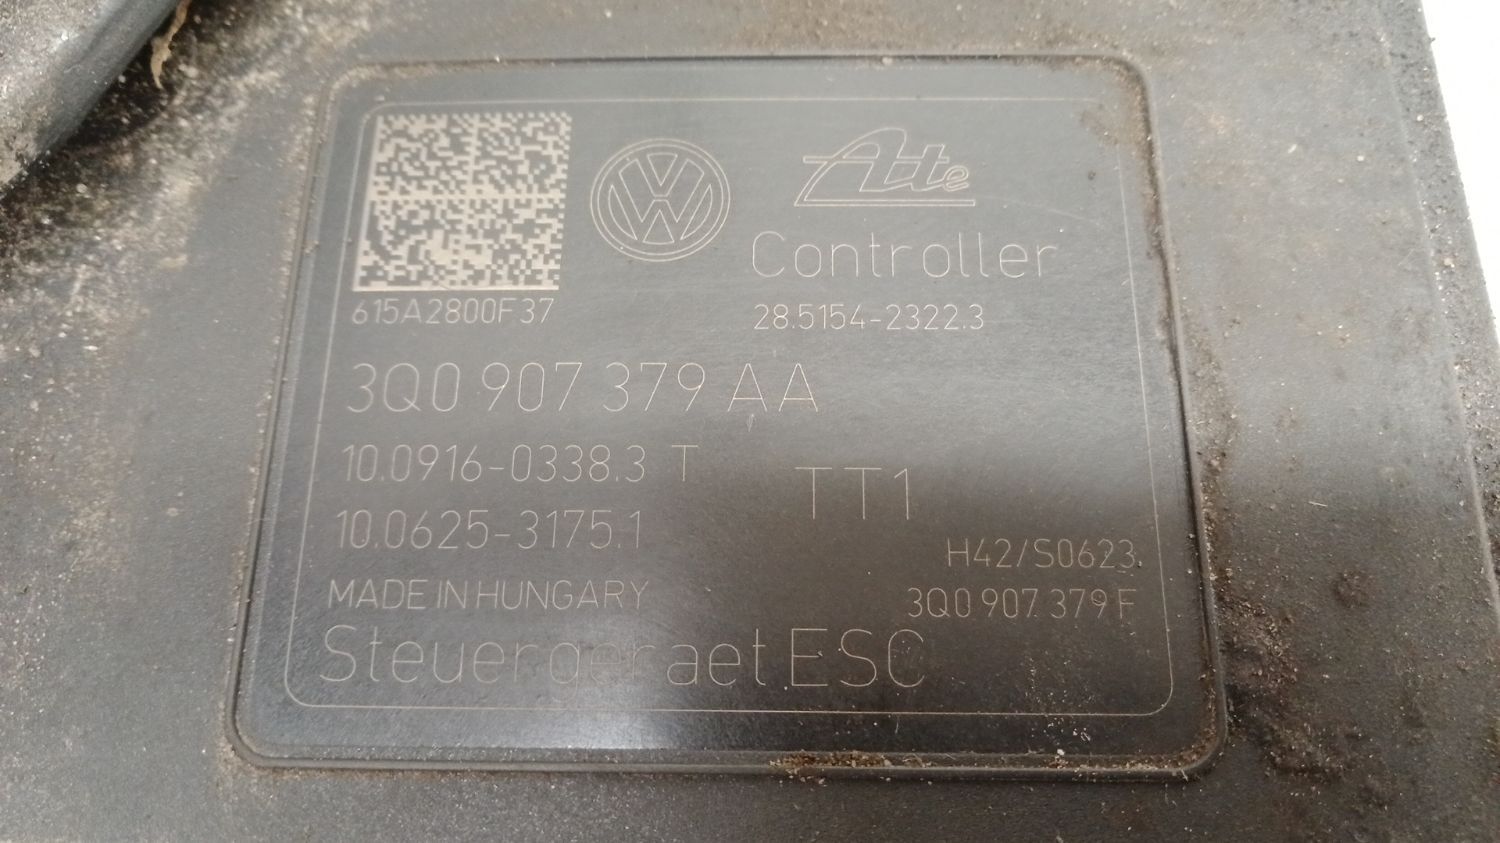 Ate
Controller
615A2800F37
28.5154-2322.3
3Q0 907 379 AA
10.0916-0338.3 T
TT1
10.0625-3175.1
H42/S0623
MADE IN HUNGARY
3Q0 907 379 F
Steuergeraet ESC